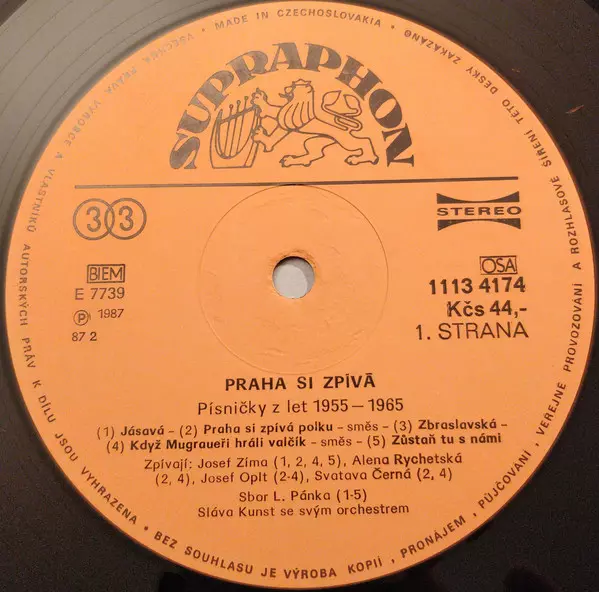 MADE IN CZECHOSLOVAKIA • VŠECHNA PRÁVA VÝROBCE A VLASTNÍKŮ AUTORSKÝCH PRÁV K DÍLU JSOU VYHRAZENA • BEZ SOUHLASU JE VÝROBA KOPIÍ, PRONÁJEM, PŮJČOVÁNÍ, VEŘEJNÉ PROVOZOVÁNÍ A ROZHLASOVÉ ŠÍŘENÍ TÉTO DESKY ZAKÁZÁNO •
SUPRAPHON
33
STEREO
BIEM
E 7739
℗ 1987
87 2
OSA
1113 4174
Kčs 44,-
1. STRANA
PRAHA SI ZPÍVÁ
Písničky z let 1955 — 1965
(1) Jásavá – (2) Praha si zpívá polku – směs – (3) Zbraslavská –
(4) Když Mugraueři hráli valčík – směs – (5) Zůstaň tu s námi
Zpívají: Josef Zíma (1, 2, 4, 5), Alena Rychetská
(2, 4), Josef Oplt (2-4), Svatava Černá (2, 4)
Sbor L. Pánka (1-5)
Sláva Kunst se svým orchestrem